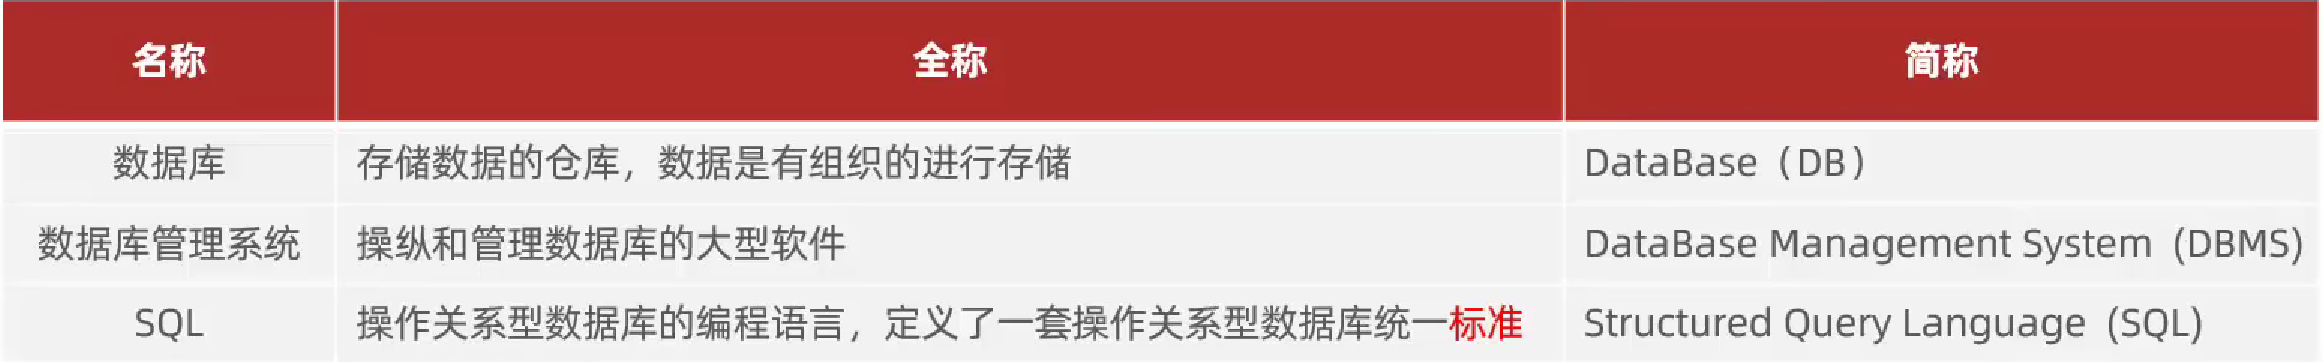 名称 全称 简称
数据库 存储数据的仓库，数据是有组织的进行存储 DataBase（DB）
数据库管理系统 操纵和管理数据库的大型软件 DataBase Management System (DBMS)
SQL 操作关系型数据库的编程语言，定义了一套操作关系型数据库统一标准 Structured Query Language (SQL)